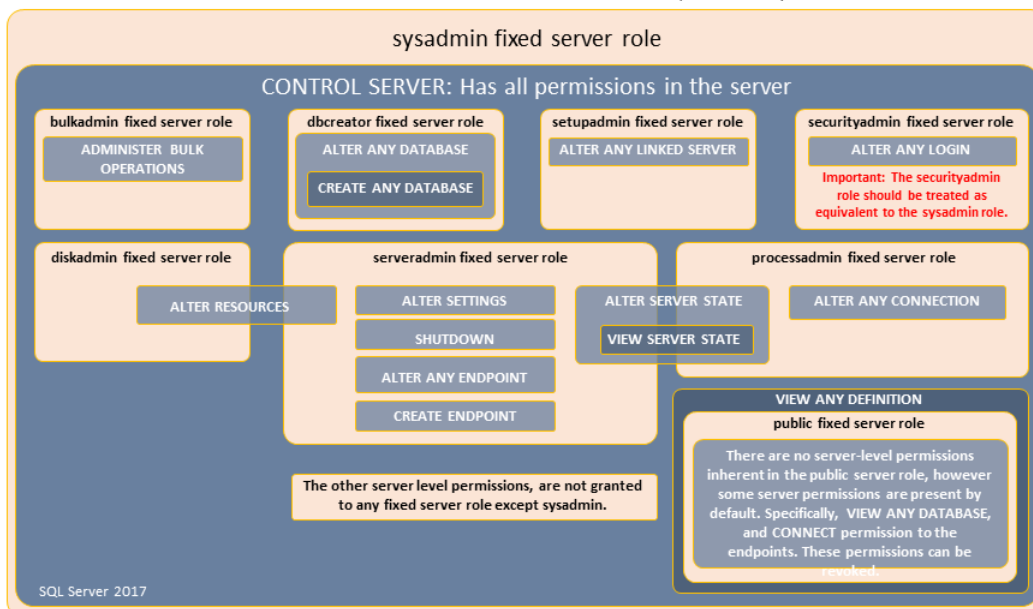 sysadmin fixed server role
CONTROL SERVER: Has all permissions in the server
bulkadmin fixed server role
ADMINISTER BULK
OPERATIONS
dbcreator fixed server role
ALTER ANY DATABASE
CREATE ANY DATABASE
setupadmin fixed server role
ALTER ANY LINKED SERVER
securityadmin fixed server role
ALTER ANY LOGIN
Important: The securityadmin
role should be treated as
equivalent to the sysadmin role.
diskadmin fixed server role
ALTER RESOURCES
serveradmin fixed server role
ALTER SETTINGS
SHUTDOWN
ALTER ANY ENDPOINT
CREATE ENDPOINT
ALTER SERVER STATE
VIEW SERVER STATE
processadmin fixed server role
ALTER ANY CONNECTION
VIEW ANY DEFINITION
public fixed server role
There are no server-level permissions
inherent in the public server role, however
some server permissions are present by
default. Specifically, VIEW ANY DATABASE,
and CONNECT permission to the
endpoints. These permissions can be
revoked.
The other server level permissions, are not granted
to any fixed server role except sysadmin.
SQL Server 2017